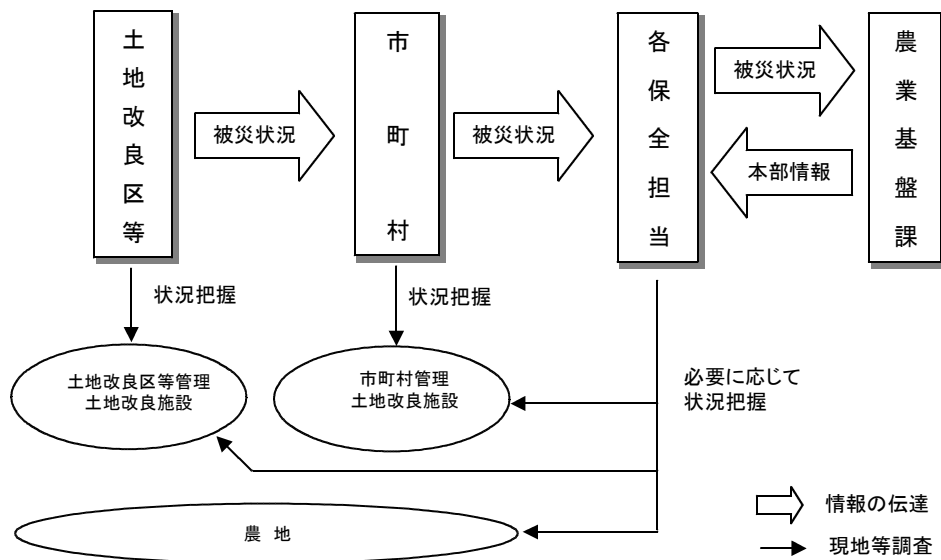 土地改良区等
市町村
各保全担当
農業基盤課
被災状況
被災状況
被災状況
本部情報
状況把握
状況把握
必要に応じて
状況把握
土地改良区等管理
土地改良施設
市町村管理
土地改良施設
農 地
情報の伝達
現地等調査